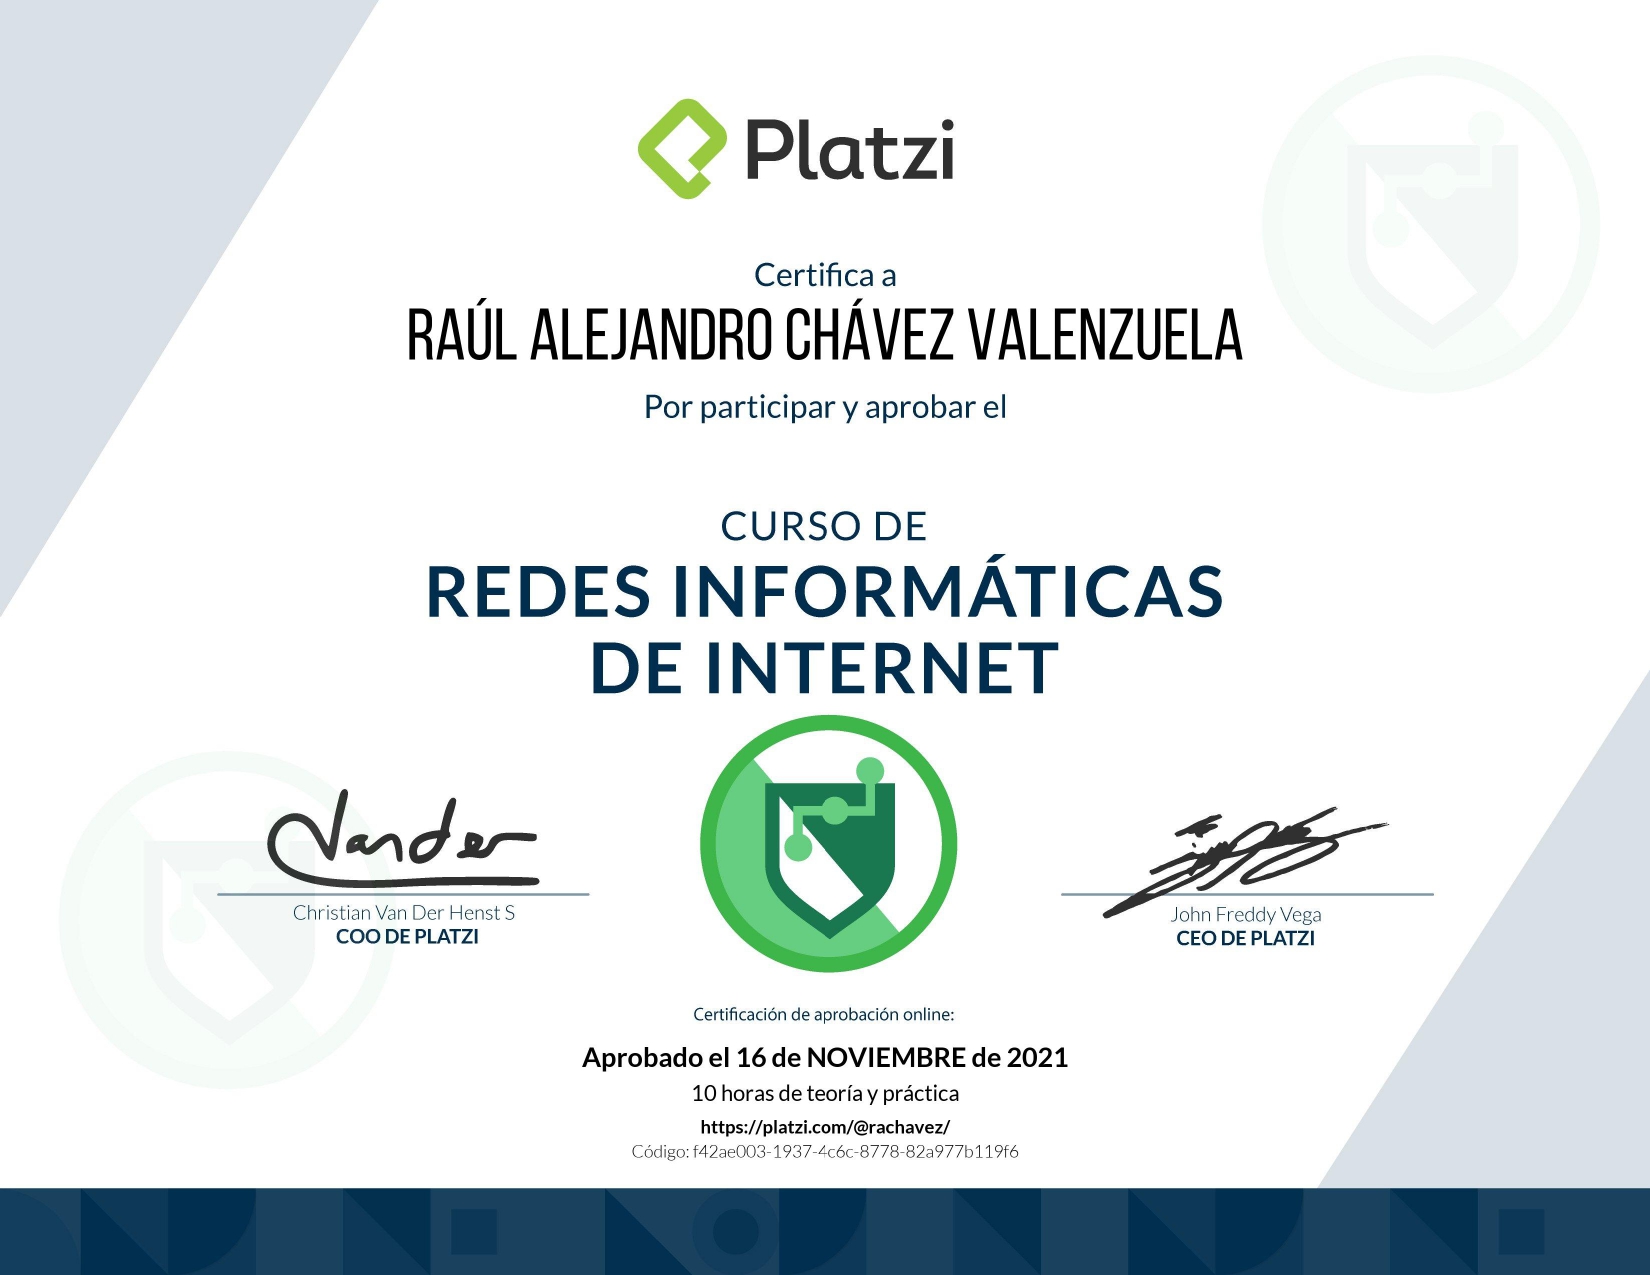 Platzi
Certifica a
RAÚL ALEJANDRO CHÁVEZ VALENZUELA
Por participar y aprobar el
CURSO DE
REDES INFORMÁTICAS
DE INTERNET
Vander
Christian Van Der Henst S
COO DE PLATZI
John Freddy Vega
CEO DE PLATZI
Certificación de aprobación online:
Aprobado el 16 de NOVIEMBRE de 2021
10 horas de teoría y práctica
https://platzi.com/@rachavez/
Código: f42ae003-1937-4c6c-8778-82a977b119f6